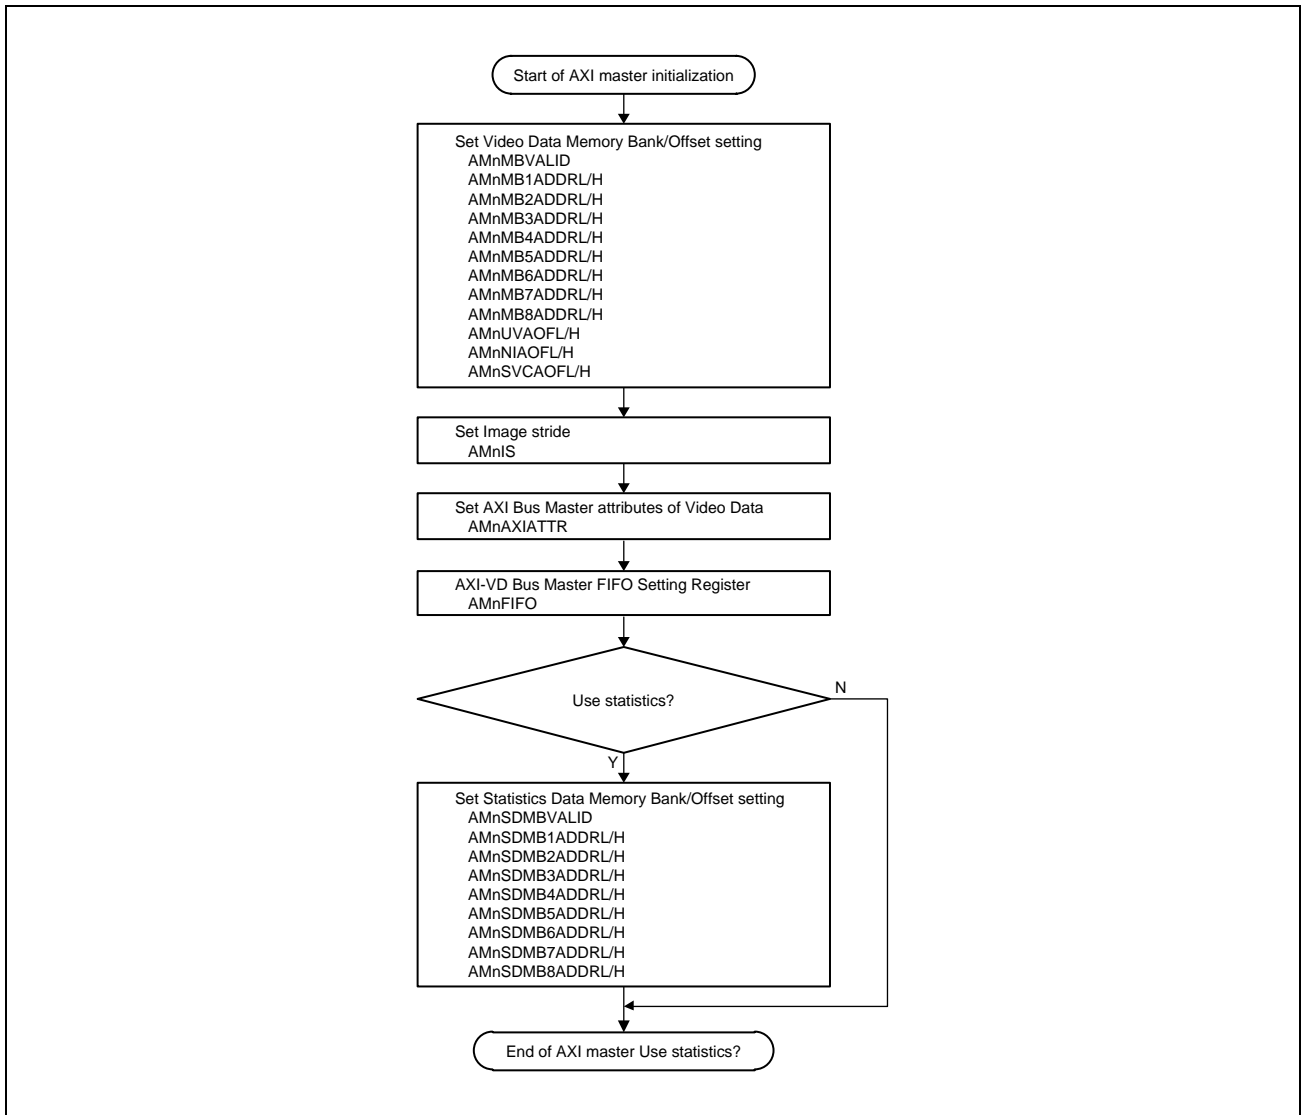 Start of AXI master initialization
Set Video Data Memory Bank/Offset setting
AMnMBVALID
AMnMB1ADDRL/H
AMnMB2ADDRL/H
AMnMB3ADDRL/H
AMnMB4ADDRL/H
AMnMB5ADDRL/H
AMnMB6ADDRL/H
AMnMB7ADDRL/H
AMnMB8ADDRL/H
AMnUVAOFL/H
AMnNIAOFL/H
AMnSVCAOFL/H
Set Image stride
AMnIS
Set AXI Bus Master attributes of Video Data
AMnAXIATTR
AXI-VD Bus Master FIFO Setting Register
AMnFIFO
Use statistics?
N
Y
Set Statistics Data Memory Bank/Offset setting
AMnSDMBVALID
AMnSDMB1ADDRL/H
AMnSDMB2ADDRL/H
AMnSDMB3ADDRL/H
AMnSDMB4ADDRL/H
AMnSDMB5ADDRL/H
AMnSDMB6ADDRL/H
AMnSDMB7ADDRL/H
AMnSDMB8ADDRL/H
End of AXI master Use statistics?